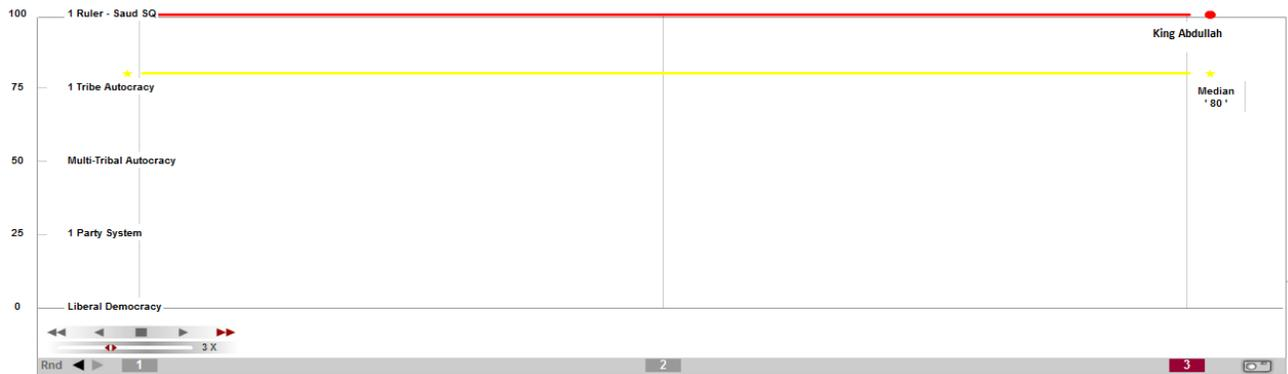 100
1 Ruler - Saud SQ
King Abdullah
75
1 Tribe Autocracy
Median
' 80 '
50
Multi-Tribal Autocracy
25
1 Party System
0
Liberal Democracy
3 X
Rnd
1
2
3